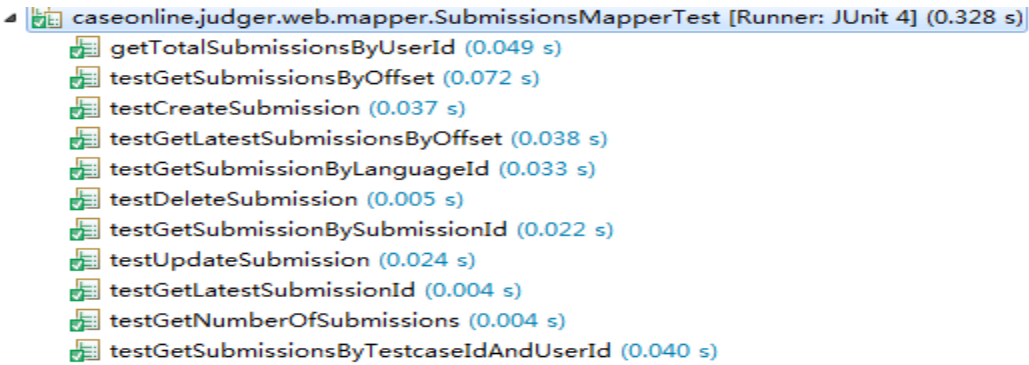 caseonline.judger.web.mapper.SubmissionsMapperTest [Runner: JUnit 4] (0.328 s)
getTotalSubmissionsByUserId (0.049 s)
testGetSubmissionsByOffset (0.072 s)
testCreateSubmission (0.037 s)
testGetLatestSubmissionsByOffset (0.038 s)
testGetSubmissionByLanguageId (0.033 s)
testDeleteSubmission (0.005 s)
testGetSubmissionBySubmissionId (0.022 s)
testUpdateSubmission (0.024 s)
testGetLatestSubmissionId (0.004 s)
testGetNumberOfSubmissions (0.004 s)
testGetSubmissionsByTestcaseIdAndUserId (0.040 s)